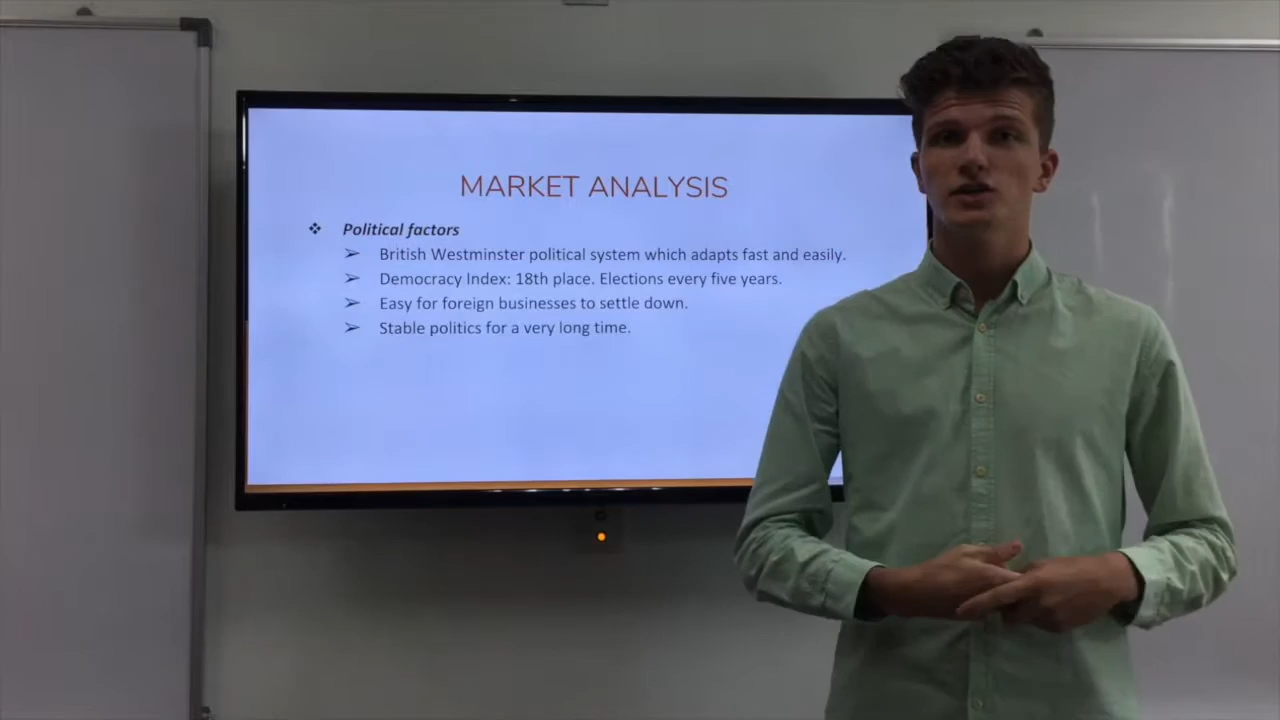 MARKET ANALYSIS
❖ Political factors
➢ British Westminster political system which adapts fast and easily.
➢ Democracy Index: 18th place. Elections every five years.
➢ Easy for foreign businesses to settle down.
➢ Stable politics for a very long time.